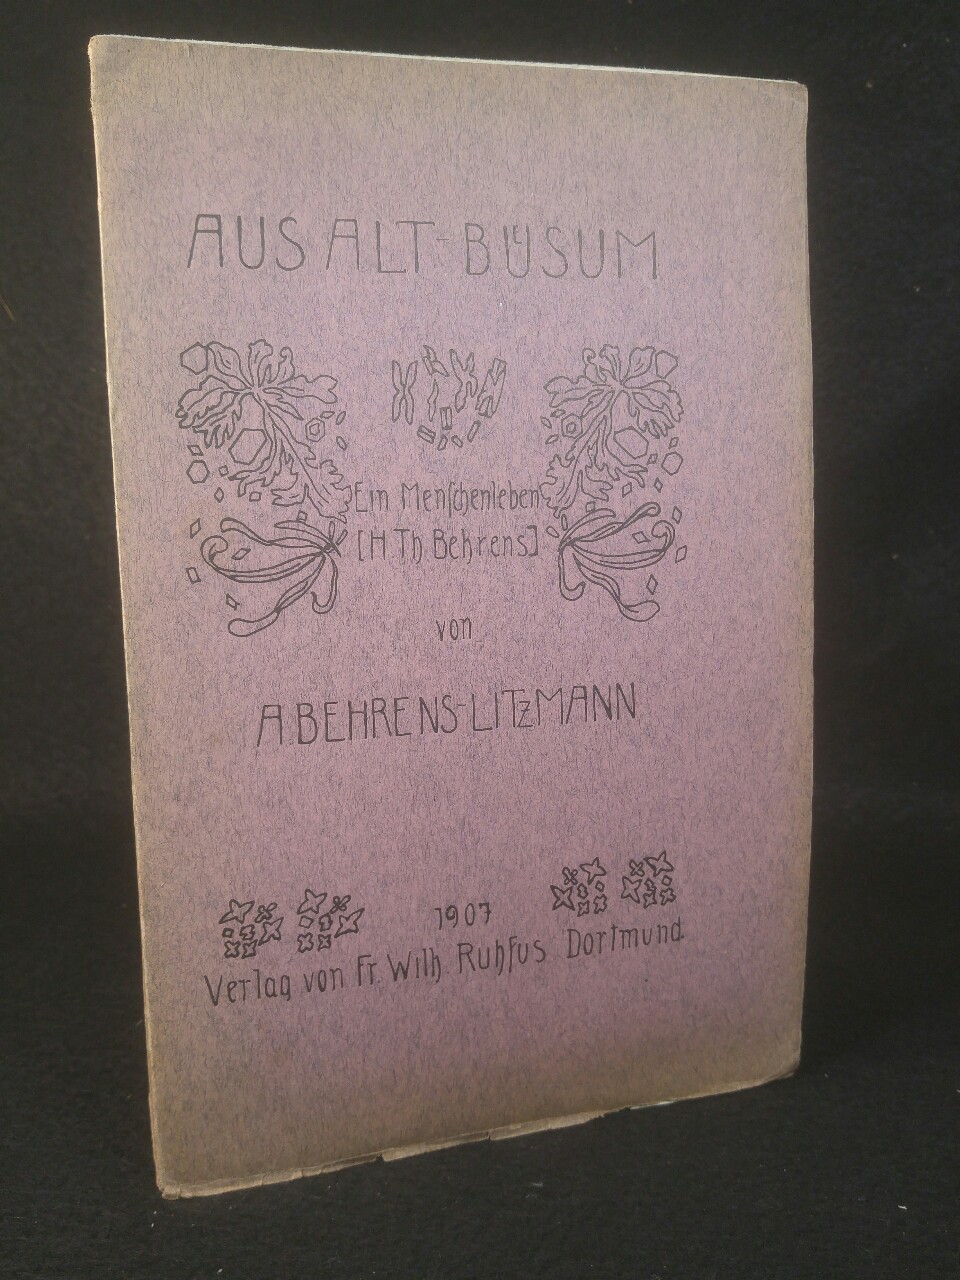 AUS ALT-BÜSUM
Ein Menschenleben
[H Th Behrens]
von
A. BEHRENS-LITZMANN
1907
Verlag von Fr. Wilh Ruhfus Dortmund.